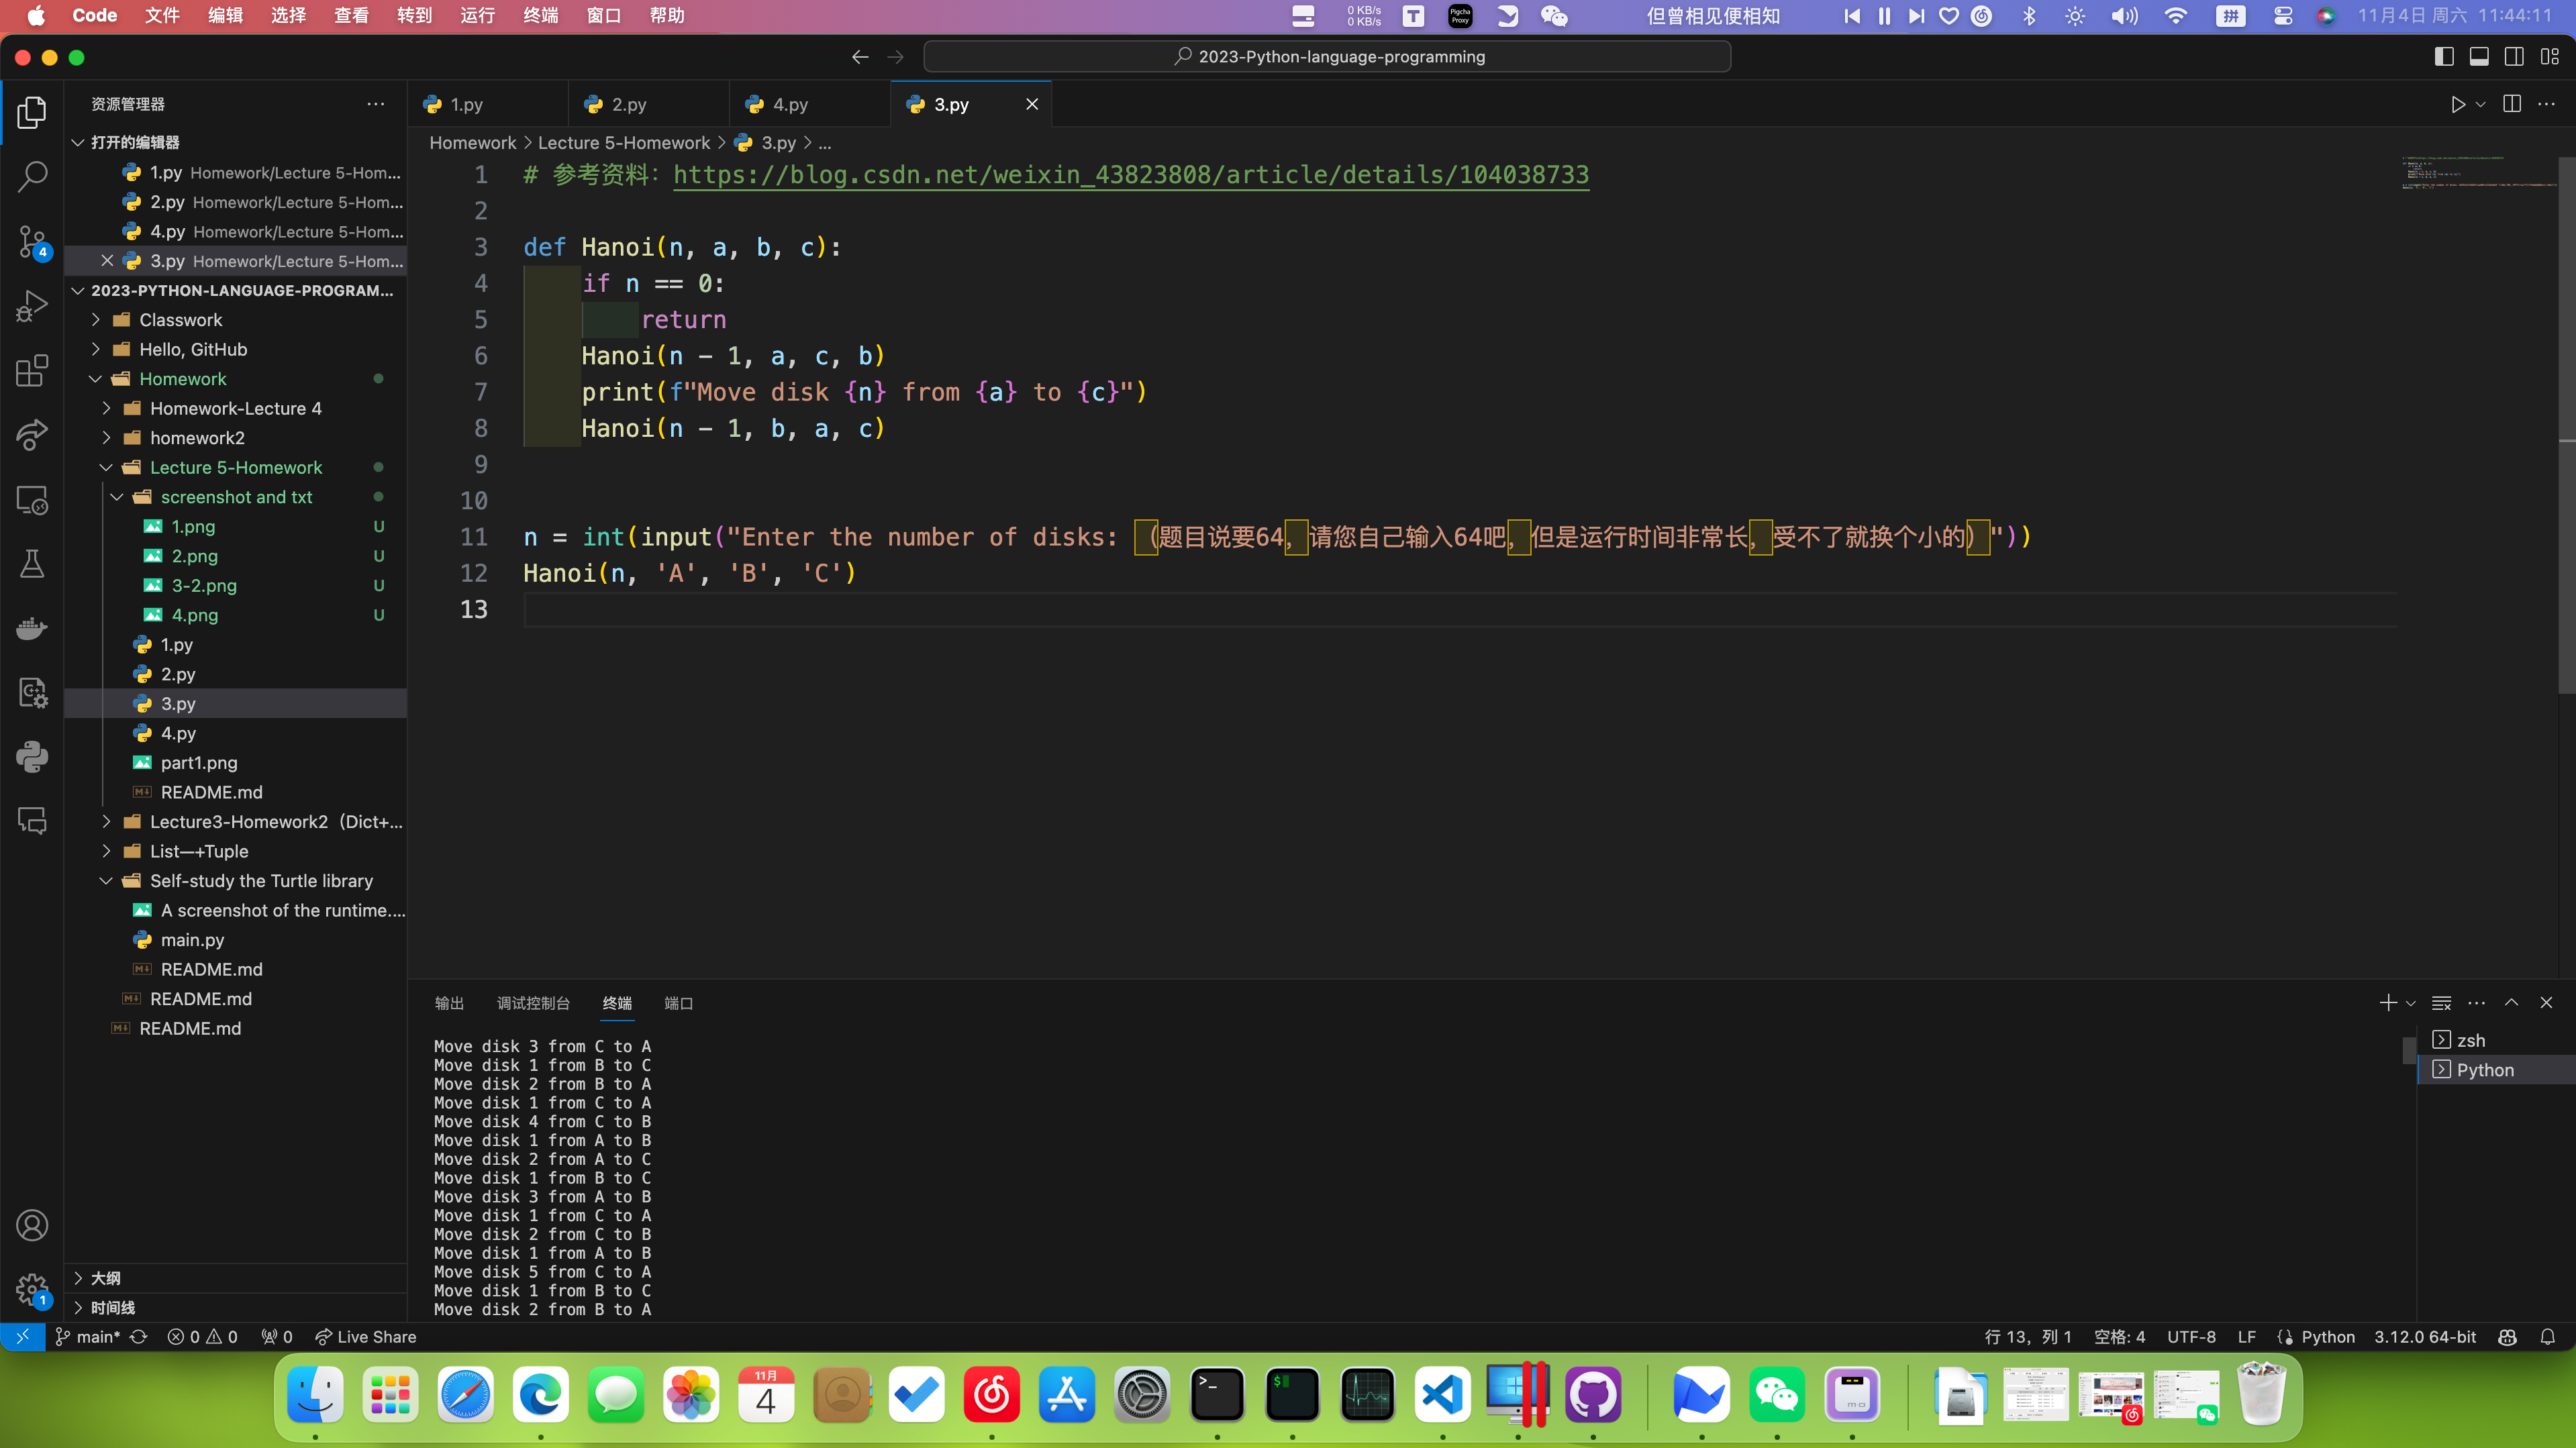 Code 文件 编辑 选择 查看 转到 运行 终端 窗口 帮助 0 KB/s 0 KB/s T Pigcha Proxy 但曾相见便相知 拼 11月4日 周六 11:44:11
2023-Python-language-programming
资源管理器
打开的编辑器
1.py Homework/Lecture 5-Hom...
2.py Homework/Lecture 5-Hom...
4.py Homework/Lecture 5-Hom...
3.py Homework/Lecture 5-Hom...
2023-PYTHON-LANGUAGE-PROGRAM...
Classwork
Hello, GitHub
Homework
Homework-Lecture 4
homework2
Lecture 5-Homework
screenshot and txt
1.png U
2.png U
3-2.png U
4.png U
1.py
2.py
3.py
4.py
part1.png
README.md
Lecture3-Homework2（Dict+...
List—+Tuple
Self-study the Turtle library
A screenshot of the runtime....
main.py
README.md
README.md
README.md
大纲
时间线
4
1
1.py 2.py 4.py 3.py
Homework > Lecture 5-Homework > 3.py > ...
1 # 参考资料：https://blog.csdn.net/weixin_43823808/article/details/104038733
2
3 def Hanoi(n, a, b, c):
4 if n == 0:
5 return
6 Hanoi(n - 1, a, c, b)
7 print(f"Move disk {n} from {a} to {c}")
8 Hanoi(n - 1, b, a, c)
9
10
11 n = int(input("Enter the number of disks: （题目说要64，请您自己输入64吧，但是运行时间非常长，受不了就换个小的）"))
12 Hanoi(n, 'A', 'B', 'C')
13
输出 调试控制台 终端 端口
Move disk 3 from C to A
Move disk 1 from B to C
Move disk 2 from B to A
Move disk 1 from C to A
Move disk 4 from C to B
Move disk 1 from A to B
Move disk 2 from A to C
Move disk 1 from B to C
Move disk 3 from A to B
Move disk 1 from C to A
Move disk 2 from C to B
Move disk 1 from A to B
Move disk 5 from C to A
Move disk 1 from B to C
Move disk 2 from B to A
zsh
Python
main* 0 0 0 Live Share 行 13，列 1 空格: 4 UTF-8 LF Python 3.12.0 64-bit
11月
4